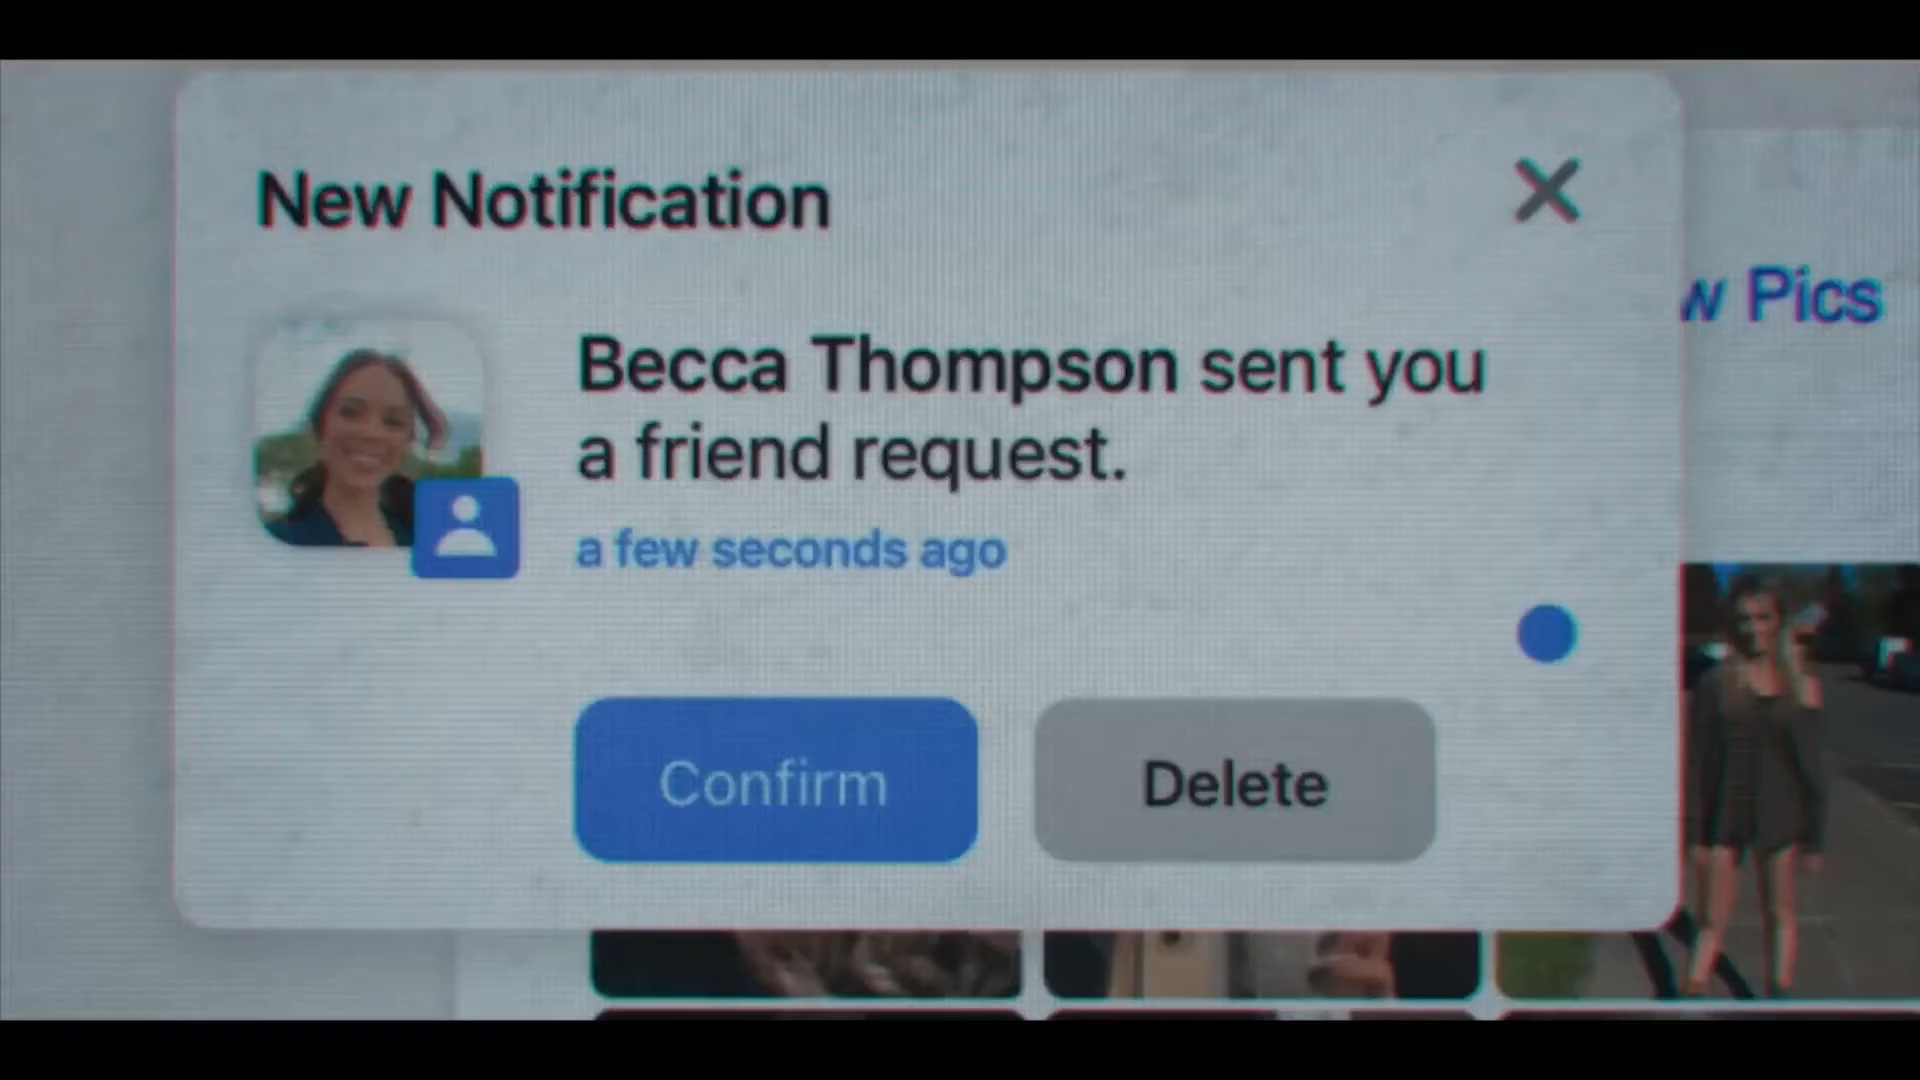 New Notification
w Pics
Becca Thompson sent you
a friend request.
a few seconds ago
Confirm
Delete